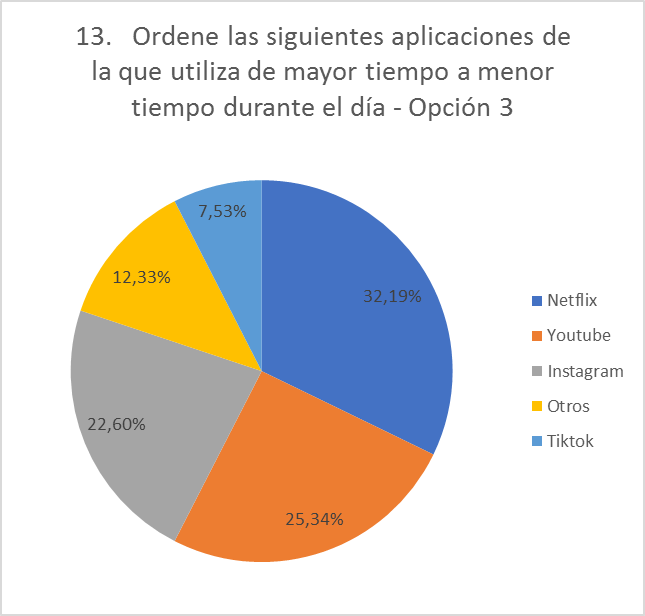 13. Ordene las siguientes aplicaciones de
la que utiliza de mayor tiempo a menor
tiempo durante el día - Opción 3
7,53%
12,33%
32,19%
22,60%
25,34%
Netflix
Youtube
Instagram
Otros
Tiktok